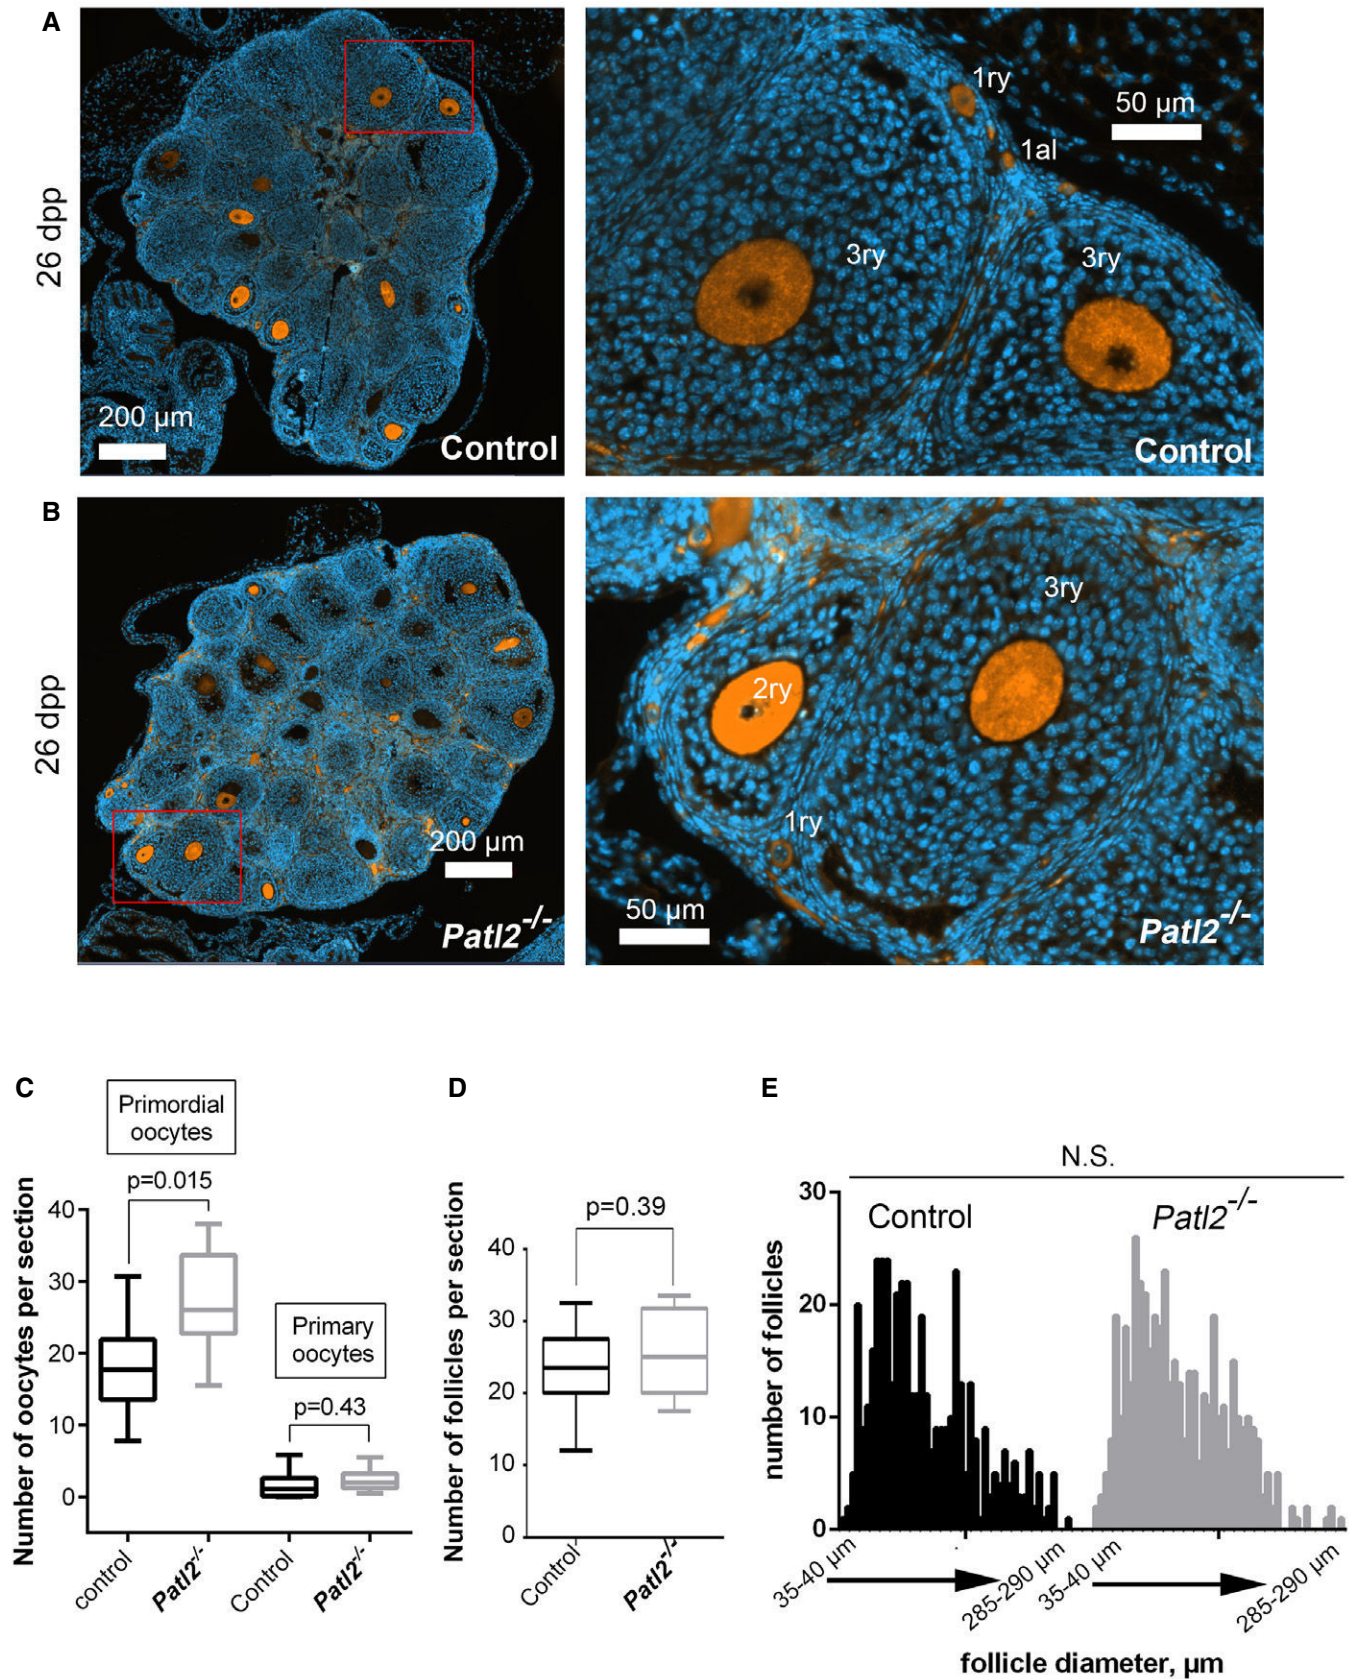 A
26 dpp
200 µm
Control
1ry
50 µm
1al
3ry
3ry
Control
B
26 dpp
200 µm
Patl2-/-
3ry
2ry
1ry
50 µm
Patl2-/-
C
Primordial
oocytes
p=0.015
Primary
oocytes
p=0.43
Number of oocytes per section
40
30
20
10
0
control
Patl2-/-
Control
Patl2-/-
D
p=0.39
Number of follicles per section
40
30
20
10
0
Control
Patl2-/-
E
N.S.
Control
Patl2-/-
number of follicles
30
20
10
0
35-40 µm
285-290 µm
35-40 µm
285-290 µm
follicle diameter, µm